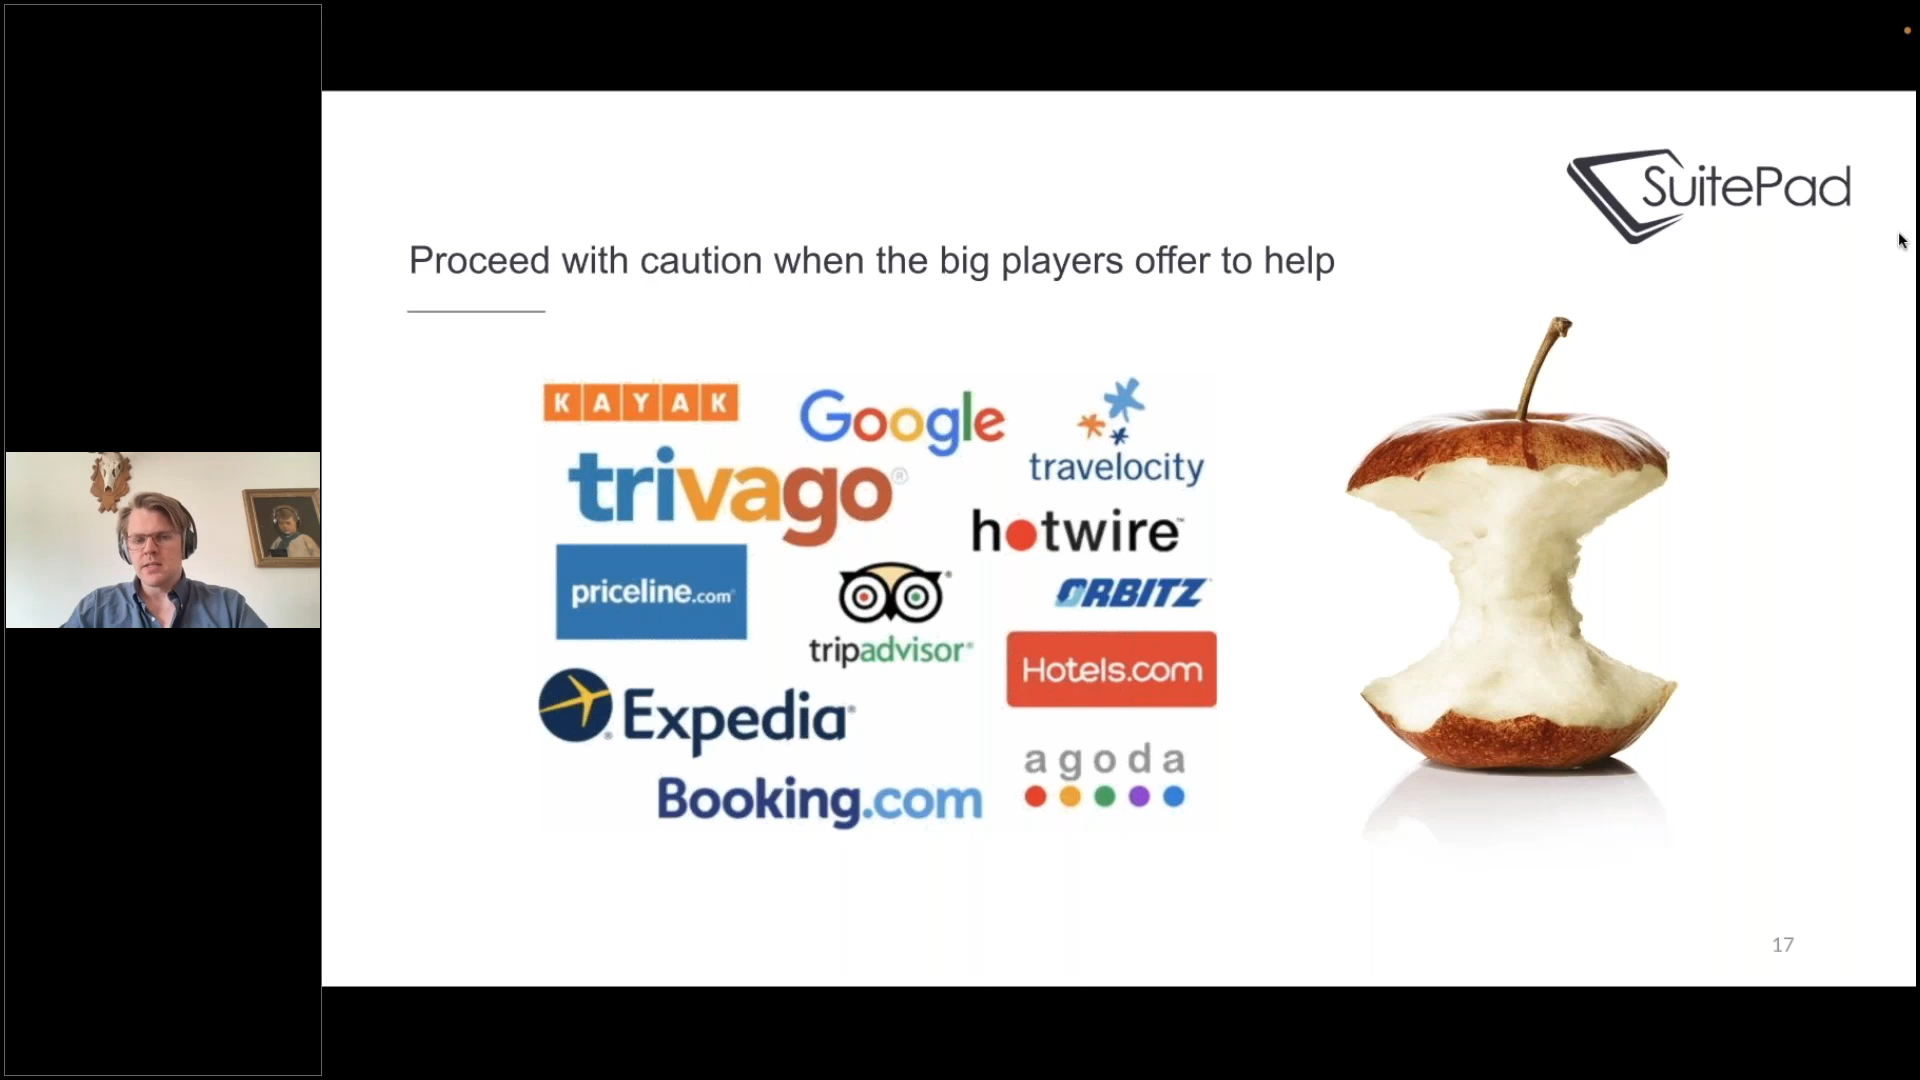 SuitePad
Proceed with caution when the big players offer to help
KAYAK
Google
travelocity
trivago®
hotwire™
priceline.com®
tripadvisor®
ORBITZ
Hotels.com
Expedia®
agoda
Booking.com
17